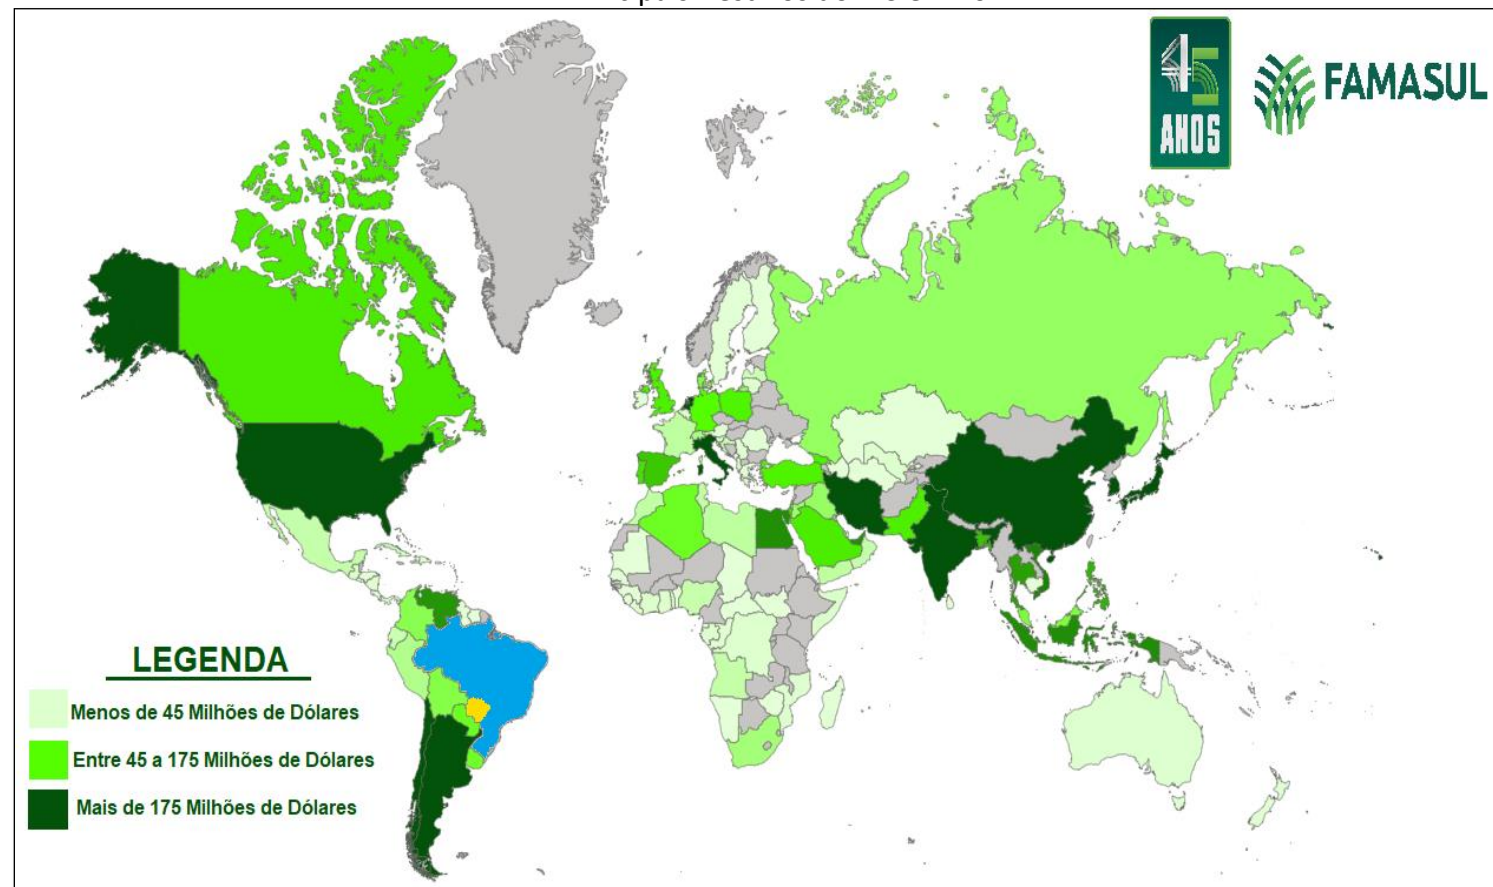 45
ANOS
FAMASUL
LEGENDA
Menos de 45 Milhões de Dólares
Entre 45 a 175 Milhões de Dólares
Mais de 175 Milhões de Dólares